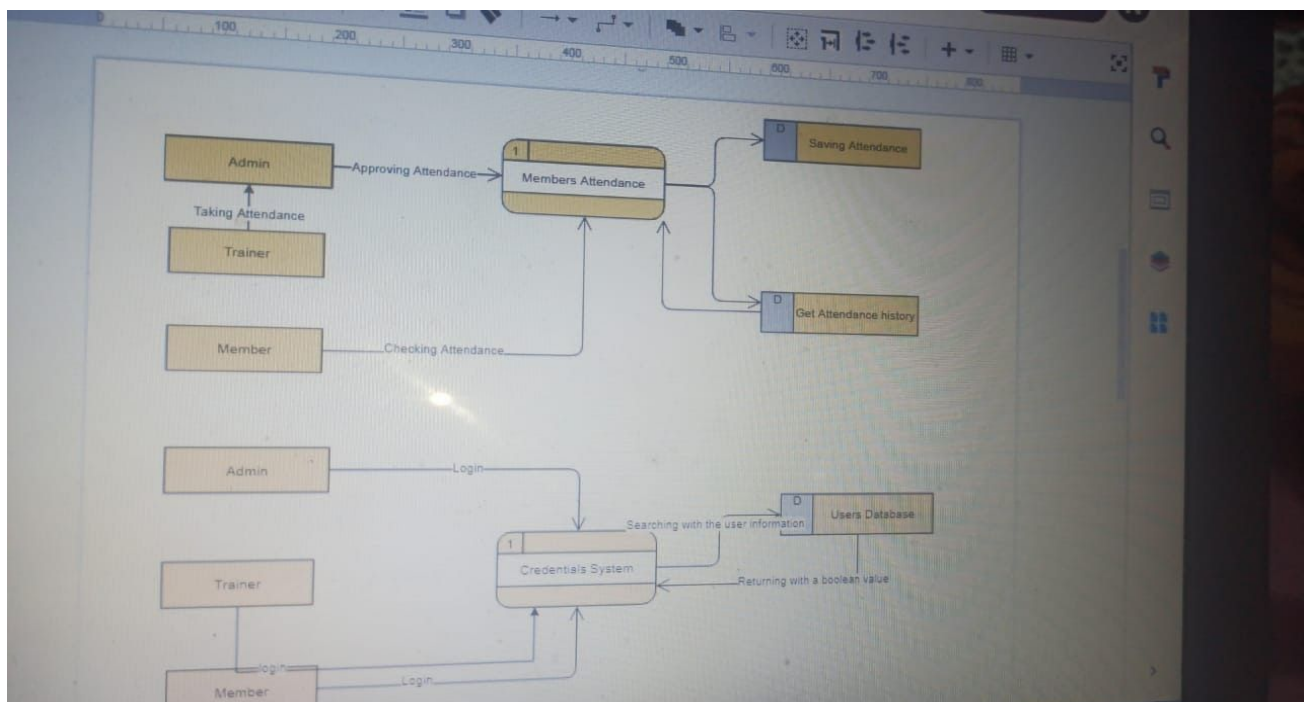 100
200
300
400
500
600
700
800
Admin
Approving Attendance
1
Members Attendance
D
Saving Attendance
Taking Attendance
Trainer
D
Get Attendance history
Member
Checking Attendance
Admin
Login
D
Users Database
Searching with the user information
1
Credentials System
Returning with a boolean value
Trainer
login
Member
Login